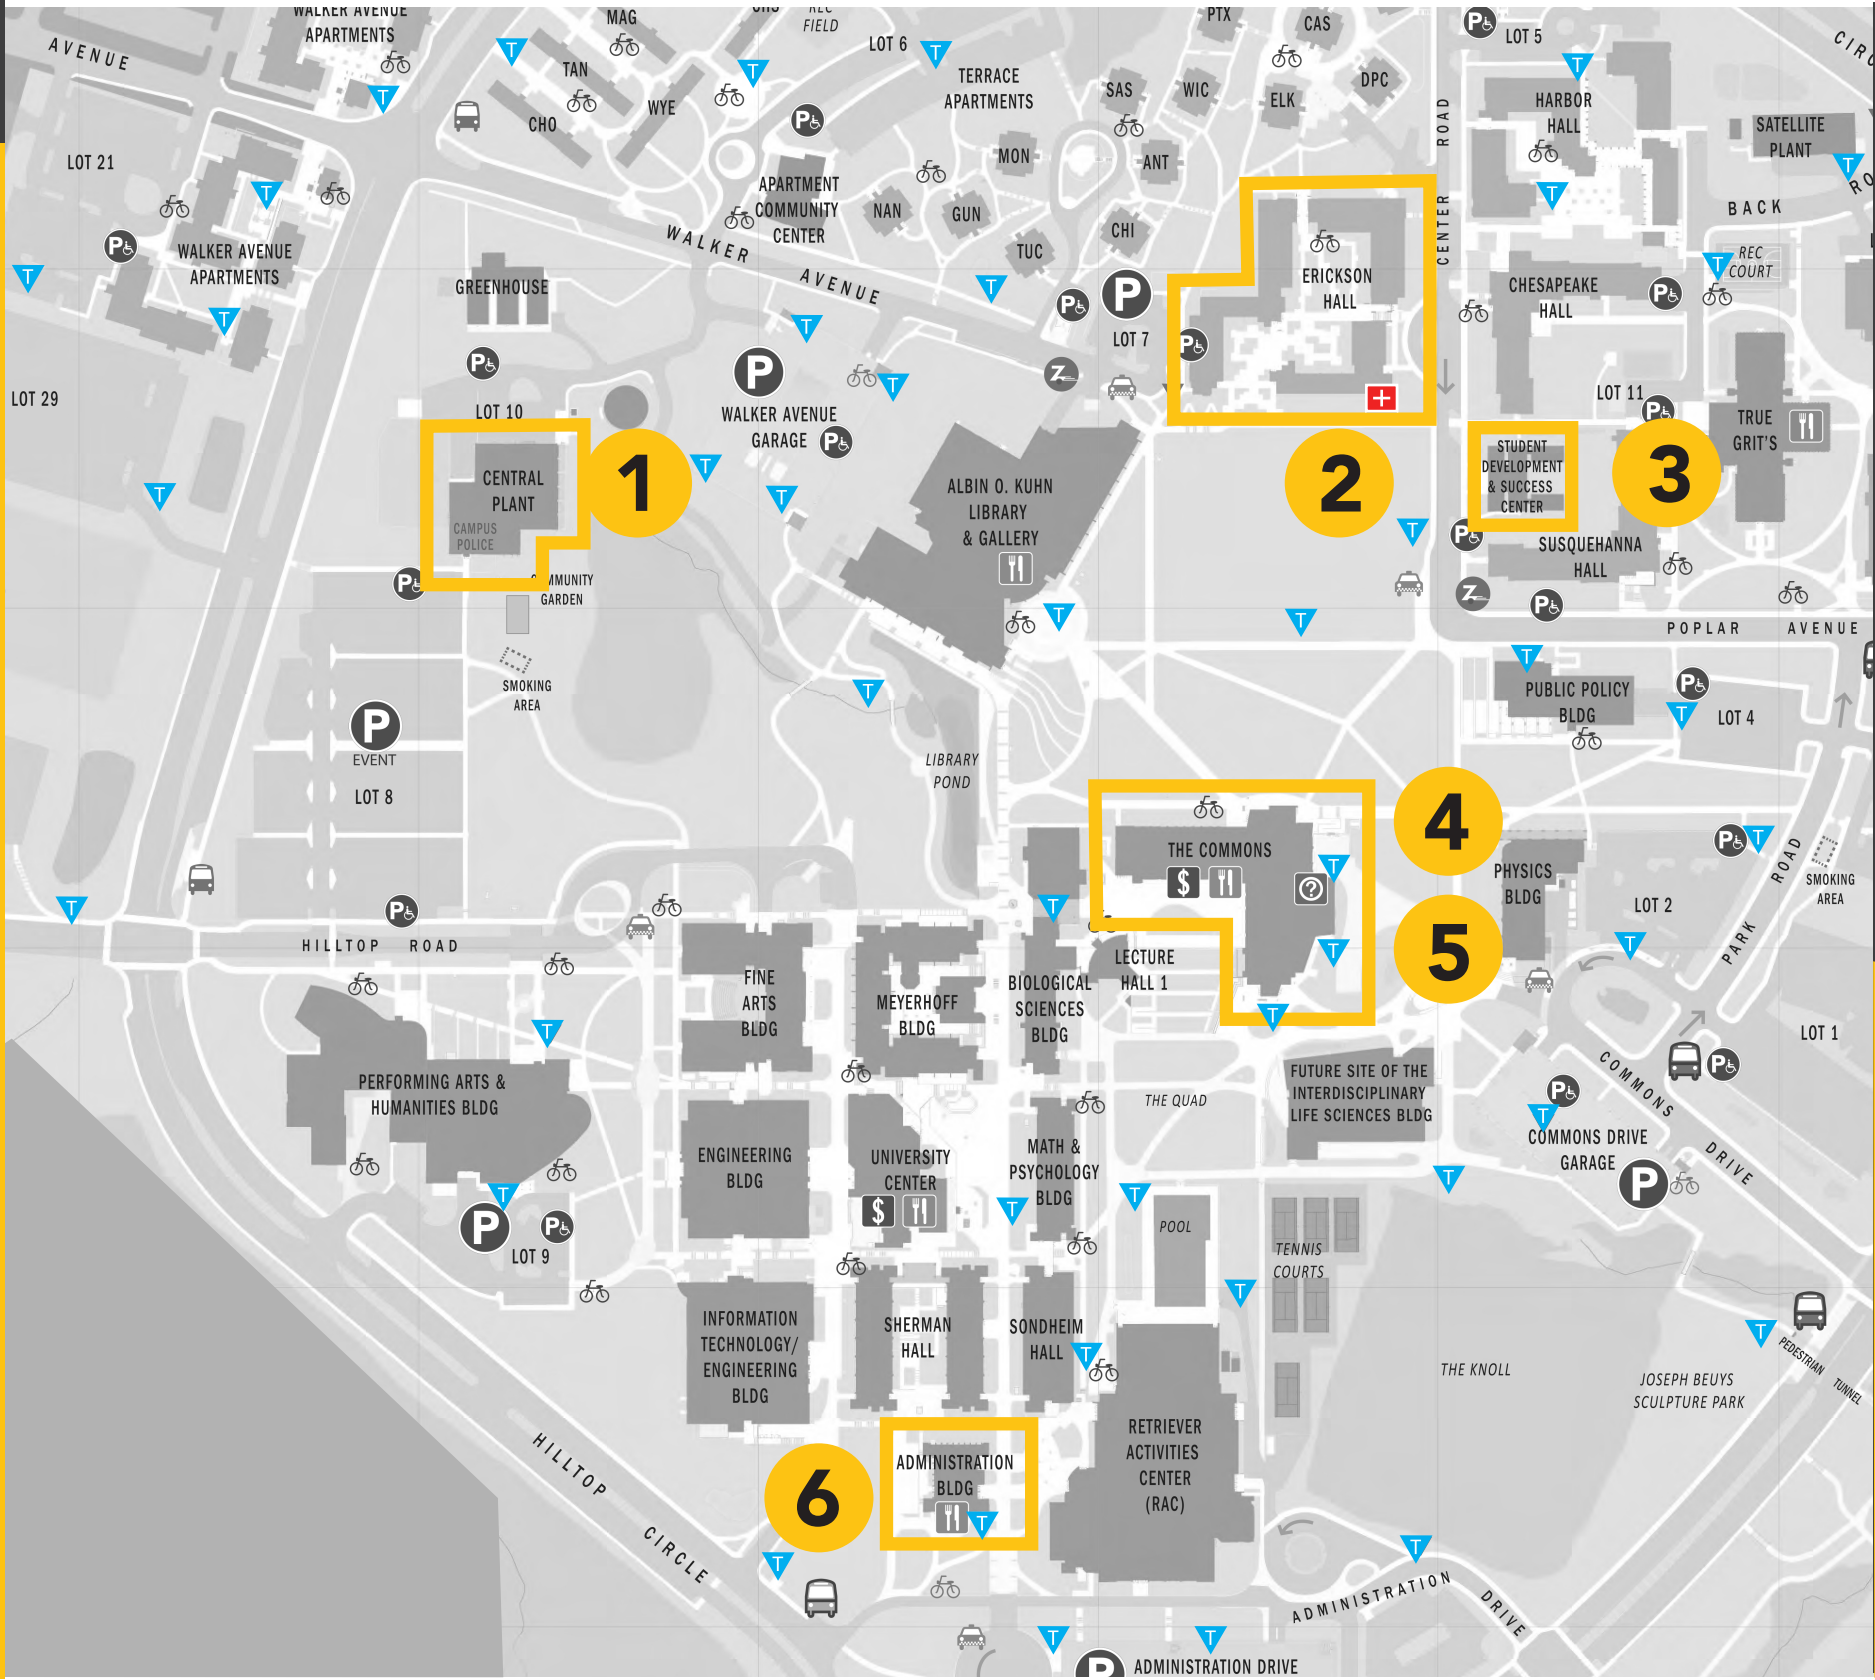 WALKER AVENUE
APARTMENTS
AVENUE
MAG
TAN
WYE
CHO
REC
FIELD
LOT 6
TERRACE
APARTMENTS
PTX
CAS
SAS
WIC
ELK
DPC
LOT 5
HARBOR
HALL
SATELLITE
PLANT
CENTER ROAD
LOT 21
MON
ANT
APARTMENT
COMMUNITY
CENTER
NAN
GUN
TUC
CHI
BACK
REC
COURT
WALKER AVENUE
APARTMENTS
WALKER AVENUE
GREENHOUSE
ERICKSON
HALL
CHESAPEAKE
HALL
P
LOT 7
LOT 29
LOT 10
P
WALKER AVENUE
GARAGE
LOT 11
TRUE
GRIT'S
CENTRAL
PLANT
CAMPUS
POLICE
1
ALBIN O. KUHN
LIBRARY
& GALLERY
2
STUDENT
DEVELOPMENT
& SUCCESS
CENTER
3
SUSQUEHANNA
HALL
GARDEN
SMOKING
AREA
POPLAR AVENUE
PUBLIC POLICY
BLDG
LOT 4
P
EVENT
LOT 8
LIBRARY
POND
THE COMMONS
4
PHYSICS
BLDG
LOT 2
PARK ROAD
SMOKING
AREA
HILLTOP ROAD
5
LECTURE
HALL 1
FINE
ARTS
BLDG
MEYERHOFF
BLDG
BIOLOGICAL
SCIENCES
BLDG
LOT 1
PERFORMING ARTS &
HUMANITIES BLDG
FUTURE SITE OF THE
INTERDISCIPLINARY
LIFE SCIENCES BLDG
COMMONS DRIVE
THE QUAD
ENGINEERING
BLDG
UNIVERSITY
CENTER
MATH &
PSYCHOLOGY
BLDG
COMMONS DRIVE
GARAGE
P
P
LOT 9
POOL
TENNIS
COURTS
INFORMATION
TECHNOLOGY/
ENGINEERING
BLDG
SHERMAN
HALL
SONDHEIM
HALL
THE KNOLL
JOSEPH BEUYS
SCULPTURE PARK
PEDESTRIAN TUNNEL
HILLTOP CIRCLE
RETRIEVER
ACTIVITIES
CENTER
(RAC)
6
ADMINISTRATION
BLDG
ADMINISTRATION DRIVE
P
ADMINISTRATION DRIVE